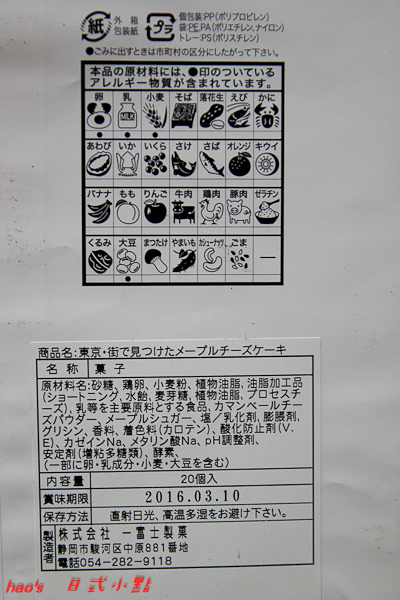 紙
外箱
包装紙
プラ
個包装:PP(ポリプロピレン)
袋:PE,PA(ポリエチレン,ナイロン)
トレー:PS(ポリスチレン)
●ごみに出すときは市町村の区分にしたがって下さい。
本品の原材料には、●印のついている
アレルギー物質が含まれています。
卵 乳 小麦 そば 落花生 えび かに
MILK
あわび いか いくら さけ さば オレンジ キウイ
バナナ もも りんご 牛肉 鶏肉 豚肉 ゼラチン
くるみ 大豆 まつたけ やまいも カシューナッツ ごま —
商品名:東京・街で見つけたメープルチーズケーキ
名称 菓子
原材料名:砂糖、鶏卵、小麦粉、植物油脂、油脂加工品
(ショートニング、水飴、麦芽糖、植物油脂、プロセスチ
ーズ)、乳等を主要原料とする食品、カマンベールチー
ズパウダー、メープルシュガー、塩、乳化剤、膨脹剤、
グリシン、香料、着色料(カロテン)、酸化防止剤(V.
E)、カゼインNa、メタリン酸Na、pH調整剤、
安定剤(増粘多糖類)、酵素、
(一部に卵・乳成分・小麦・大豆を含む)
内容量 20個入
賞味期限 2016.03.10
保存方法 直射日光、高温多湿をお避け下さい。
製造者 株式会社 一富士製菓
静岡市駿河区中原881番地
電話054-282-9118
hao's 日式小點